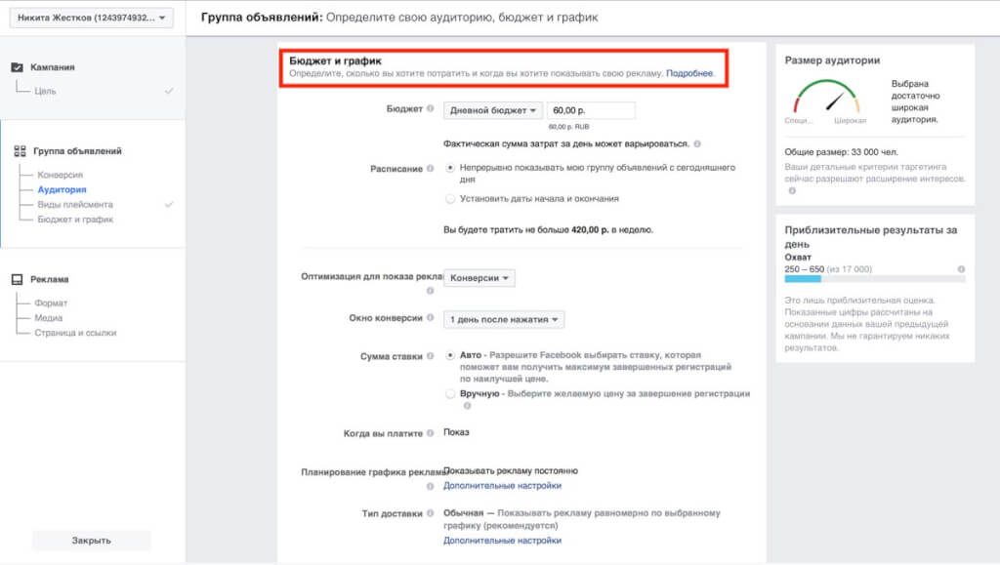 Никита Жестков (1243974932...
Группа объявлений: Определите свою аудиторию, бюджет и график
Кампания
Цель
Группа объявлений
Конверсия
Аудитория
Виды плейсмента
Бюджет и график
Реклама
Формат
Медиа
Страница и ссылки
Закрыть
Бюджет и график
Определите, сколько вы хотите потратить и когда вы хотите показывать свою рекламу. Подробнее.
Бюджет
Дневной бюджет
60,00 р.
60,00 р. RUB
Фактическая сумма затрат за день может варьироваться.
Расписание
Непрерывно показывать мою группу объявлений с сегодняшнего
дня
Установить даты начала и окончания
Вы будете тратить не больше 420,00 р. в неделю.
Оптимизация для показа рекла
Конверсии
Окно конверсии
1 день после нажатия
Сумма ставки
Авто - Разрешите Facebook выбирать ставку, которая
поможет вам получить максимум завершенных регистраций
по наилучшей цене.
Вручную - Выберите желаемую цену за завершение регистрации
Когда вы платите
Показ
Планирование графика рекламы
Показывать рекламу постоянно
Дополнительные настройки
Тип доставки
Обычная — Показывать рекламу равномерно по выбранному
графику (рекомендуется)
Дополнительные настройки
Размер аудитории
Специ...
Широкая
Выбрана
достаточно
широкая
аудитория.
Общие размер: 33 000 чел.
Ваши детальные критерии таргетинга
сейчас разрешают расширение интересов.
Приблизительные результаты за
день
Охват
250 – 650 (из 17 000)
Это лишь приблизительная оценка.
Показанные цифры рассчитаны на
основании данных вашей предыдущей
кампании. Мы не гарантируем никаких
результатов.